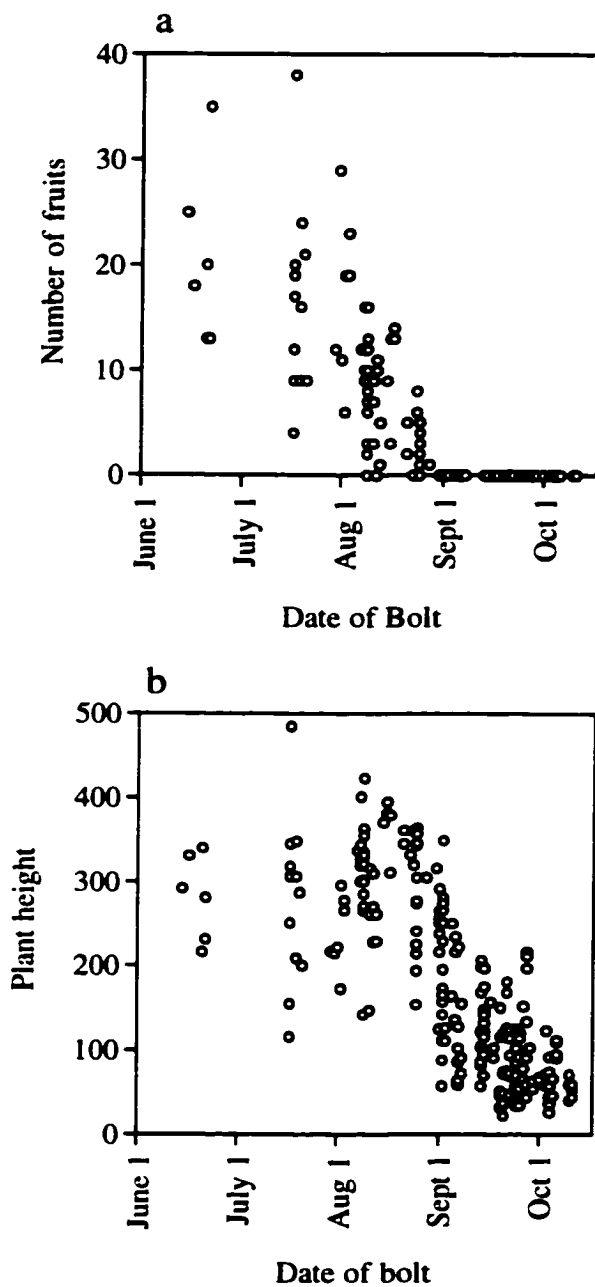 a
40
30
20
10
0
Number of fruits
June 1
July 1
Aug 1
Sept 1
Oct 1
Date of Bolt
b
500
400
300
200
100
0
Plant height
June 1
July 1
Aug 1
Sept 1
Oct 1
Date of bolt